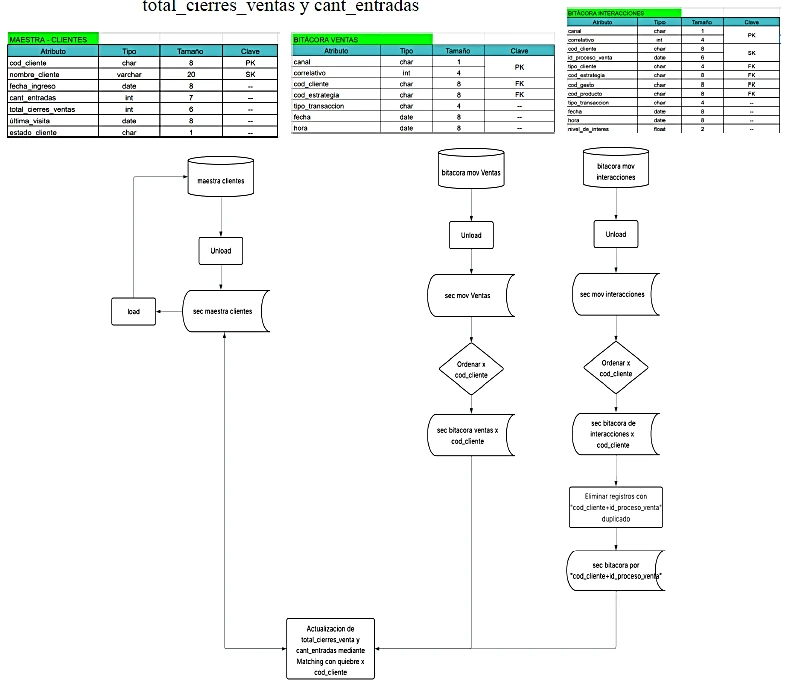 total_cierres_ventas y cant_entradas
MAESTRA - CLIENTES
Atributo Tipo Tamaño Clave
cod_cliente char 8 PK
nombre_cliente varchar 20 SK
fecha_ingreso date 8 --
cant_entradas int 7 --
total_cierres_ventas int 6 --
última_visita date 8 --
estado_cliente char 1 --
BITÁCORA VENTAS
Atributo Tipo Tamaño Clave
canal char 1 PK
correlativo int 4
cod_cliente char 8 FK
cod_estrategia char 8 FK
tipo_transaccion char 4 --
fecha date 8 --
hora date 8 --
BITÁCORA INTERACCIONES
Atributo Tipo Tamaño Clave
canal char 1 PK
correlativo int 4
cod_cliente char 8 SK
id_proceso_venta date 6
tipo_cliente char 4 FK
cod_estrategia char 8 FK
cod_gesto char 8 FK
cod_producto char 8 FK
tipo_transaccion char 4 --
fecha date 8 --
hora date 8 --
nivel_de_interes float 2 --
maestra clientes
Unload
sec maestra clientes
load
bitacora mov Ventas
Unload
sec mov Ventas
Ordenar x
cod_cliente
sec bitacora ventas x
cod_cliente
bitacora mov
interacciones
Unload
sec mov interacciones
Ordenar x
cod_cliente
sec bitacora de
interacciones x
cod_cliente
Eliminar registros con
"cod_cliente+id_proceso_venta"
duplicado
sec bitacora por
"cod_cliente+id_proceso_venta"
Actualizacion de
total_cierres_venta y
cant_entradas mediante
Matching con quiebre x
cod_cliente